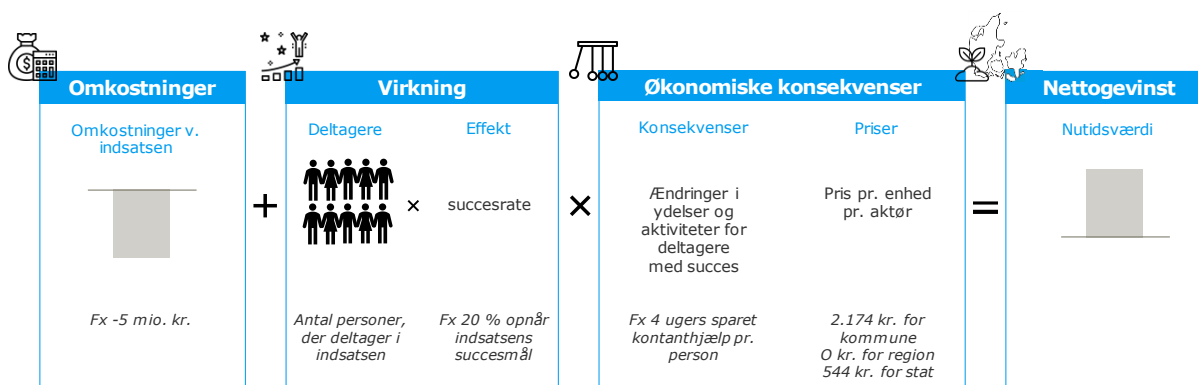 Omkostninger
Omkostninger v.
indsatsen
Fx -5 mio. kr.
+
Virkning
Deltagere
Effekt
×
succesrate
Antal personer,
der deltager i
indsatsen
Fx 20 % opnår
indsatsens
succesmål
×
Økonomiske konsekvenser
Konsekvenser
Priser
Ændringer i
ydelser og
aktiviteter for
deltagere
med succes
Pris pr. enhed
pr. aktør
Fx 4 ugers sparet
kontanthjælp pr.
person
2.174 kr. for
kommune
O kr. for region
544 kr. for stat
=
Nettogevinst
Nutidsværdi